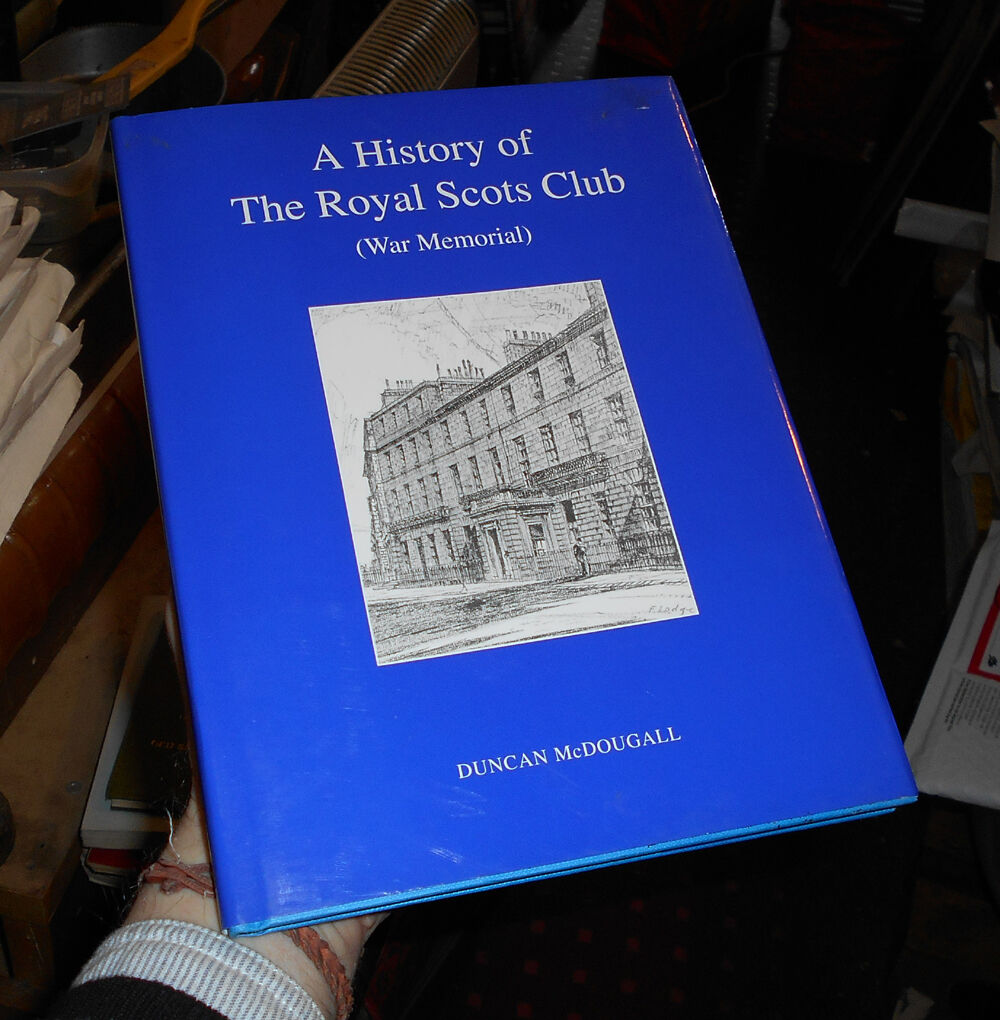 A History of
The Royal Scots Club
(War Memorial)
DUNCAN McDOUGALL